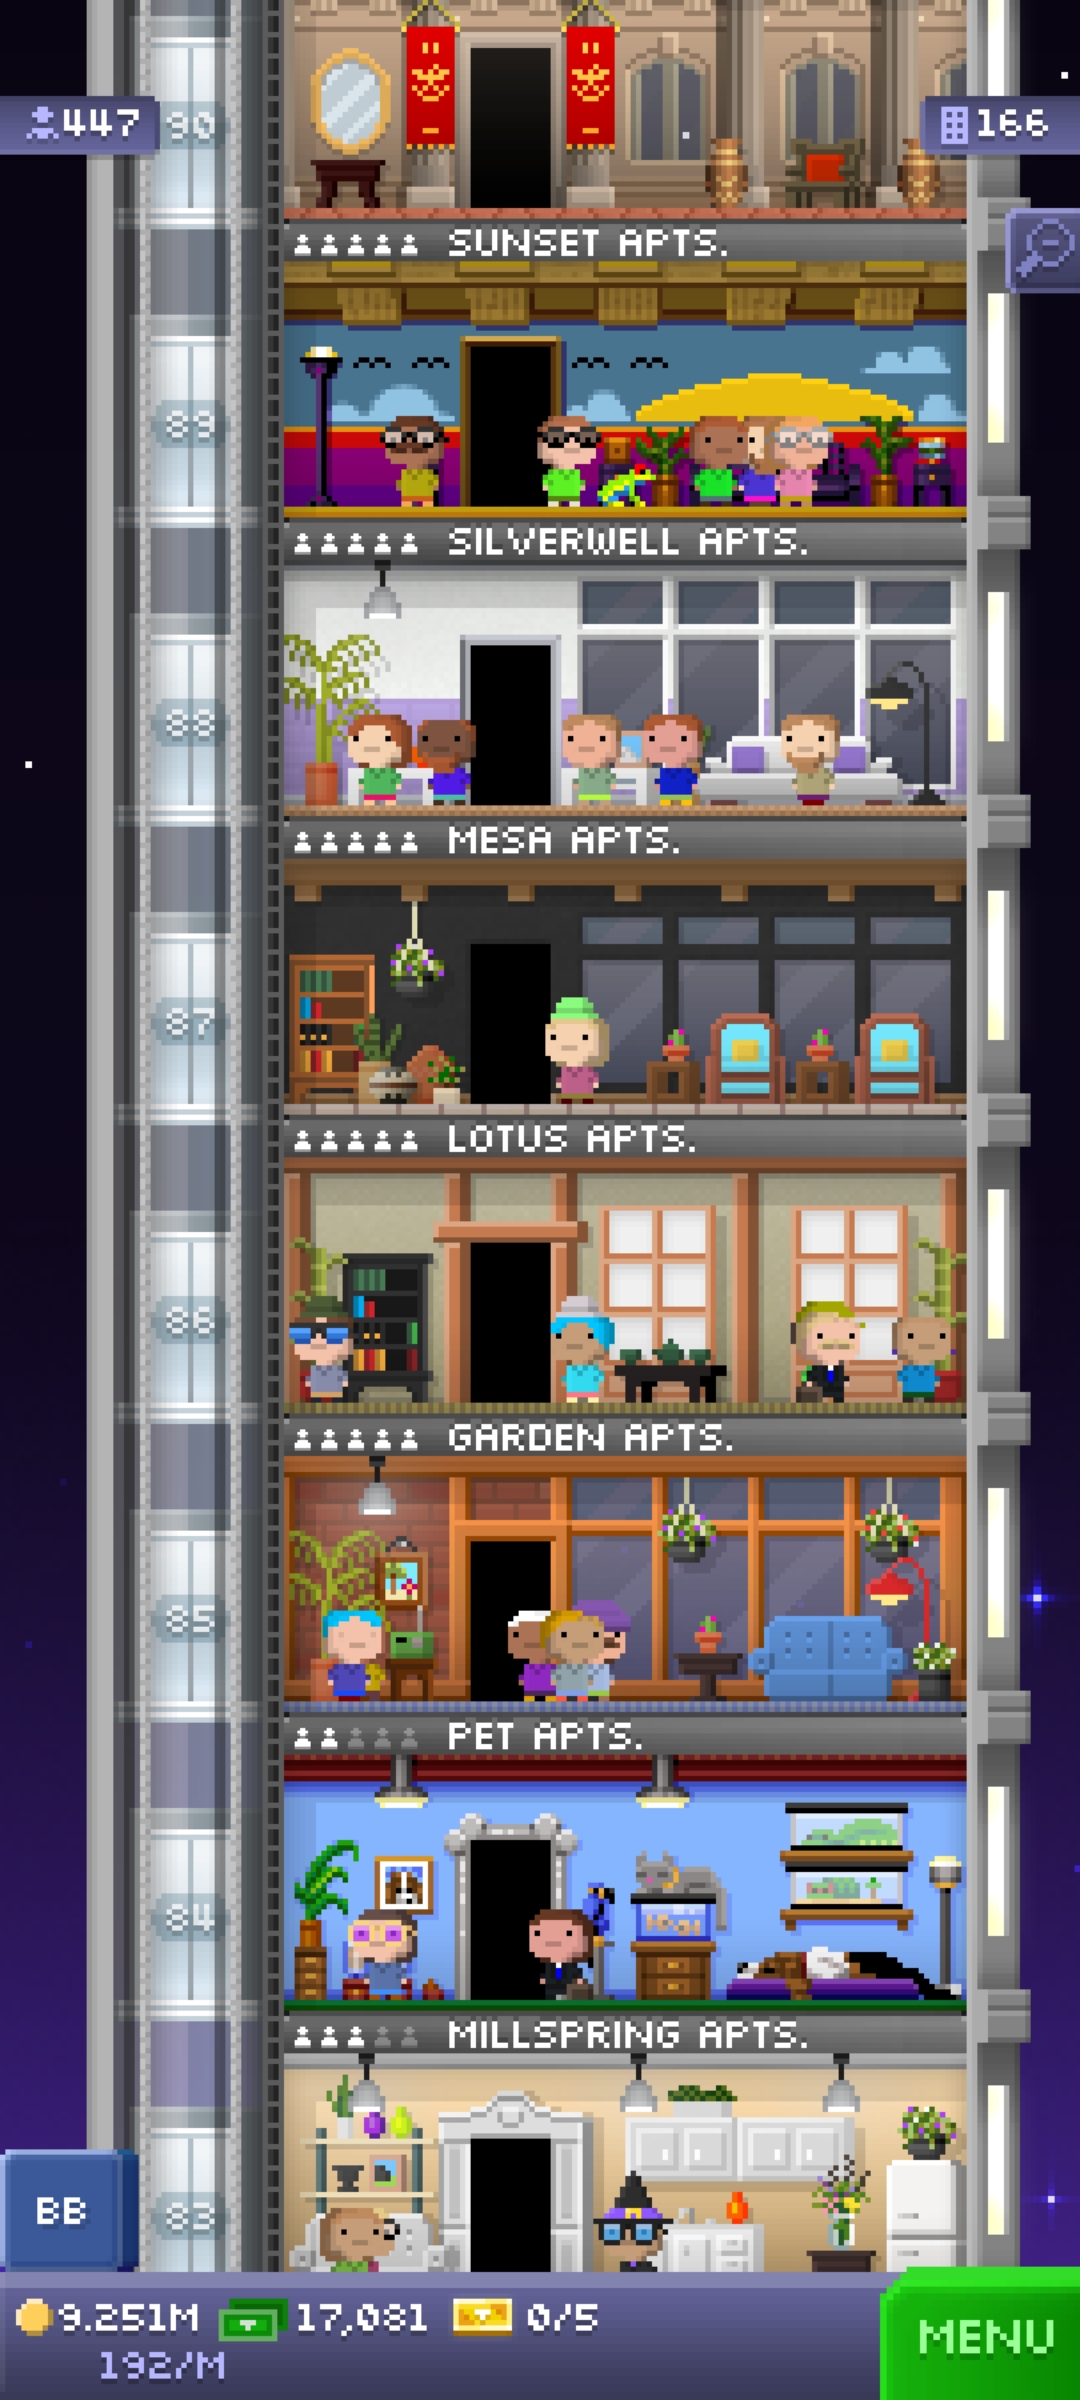 447
90
166
SUNSET APTS.
89
SILVERWELL APTS.
88
MESA APTS.
87
LOTUS APTS.
86
GARDEN APTS.
85
PET APTS.
84
MILLSPRING APTS.
83
BB
9.251M 17,081 0/5
192/M
MENU